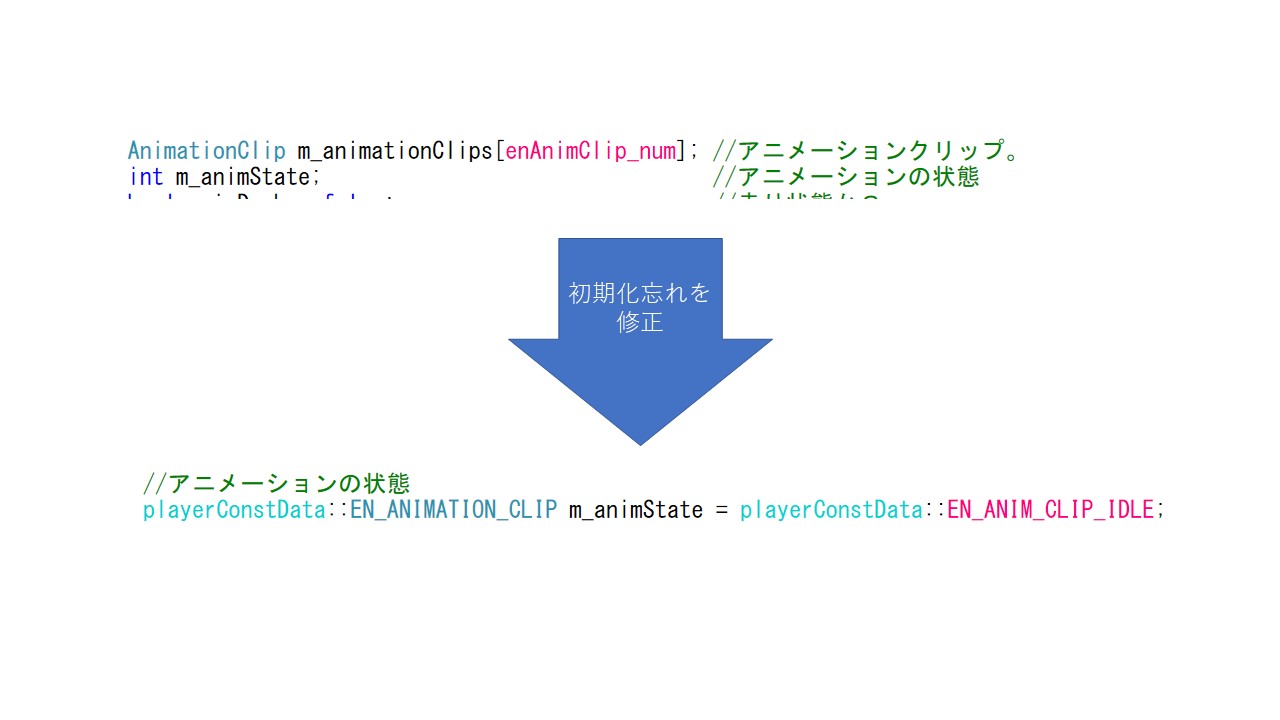 AnimationClip m_animationClips[enAnimClip_num]; //アニメーションクリップ。
int m_animState; //アニメーションの状態
初期化忘れを
修正
//アニメーションの状態
playerConstData::EN_ANIMATION_CLIP m_animState = playerConstData::EN_ANIM_CLIP_IDLE;